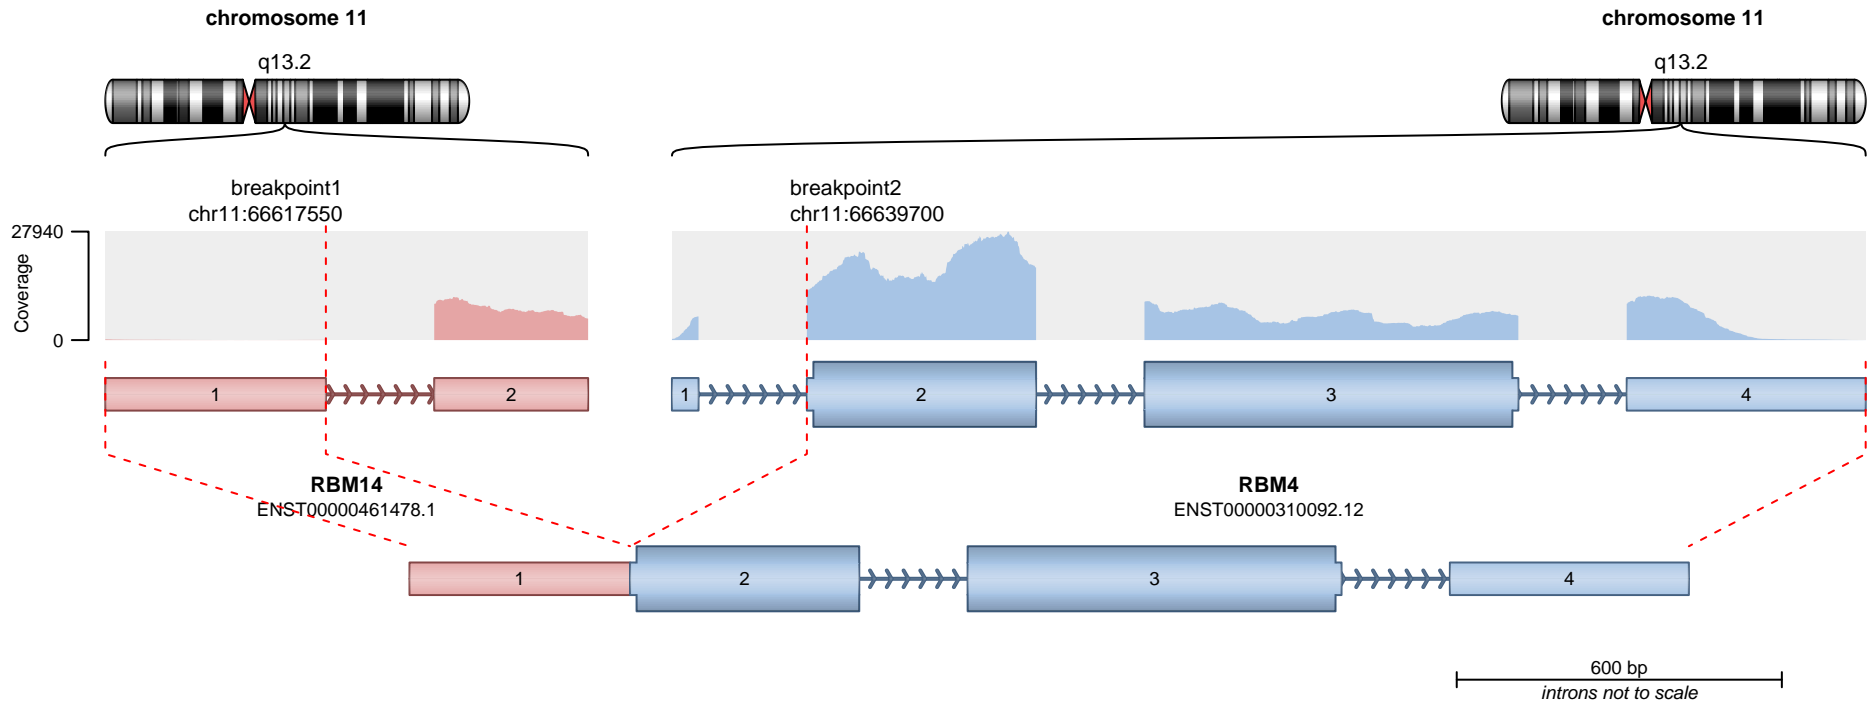 chromosome 11
chromosome 11
q13.2
q13.2
breakpoint1
chr11:66617550
breakpoint2
chr11:66639700
27940
Coverage
0
1
2
1
2
3
4
RBM14
ENST00000461478.1
RBM4
ENST00000310092.12
1
2
3
4
600 bp
introns not to scale